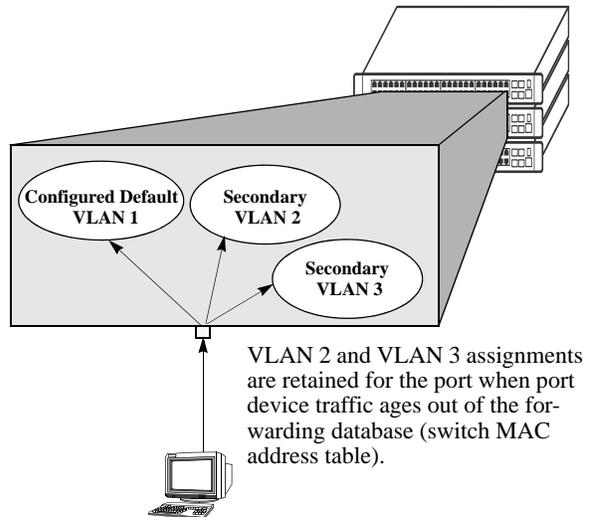 Configured Default
VLAN 1
Secondary
VLAN 2
Secondary
VLAN 3
VLAN 2 and VLAN 3 assignments
are retained for the port when port
device traffic ages out of the for-
warding database (switch MAC
address table).